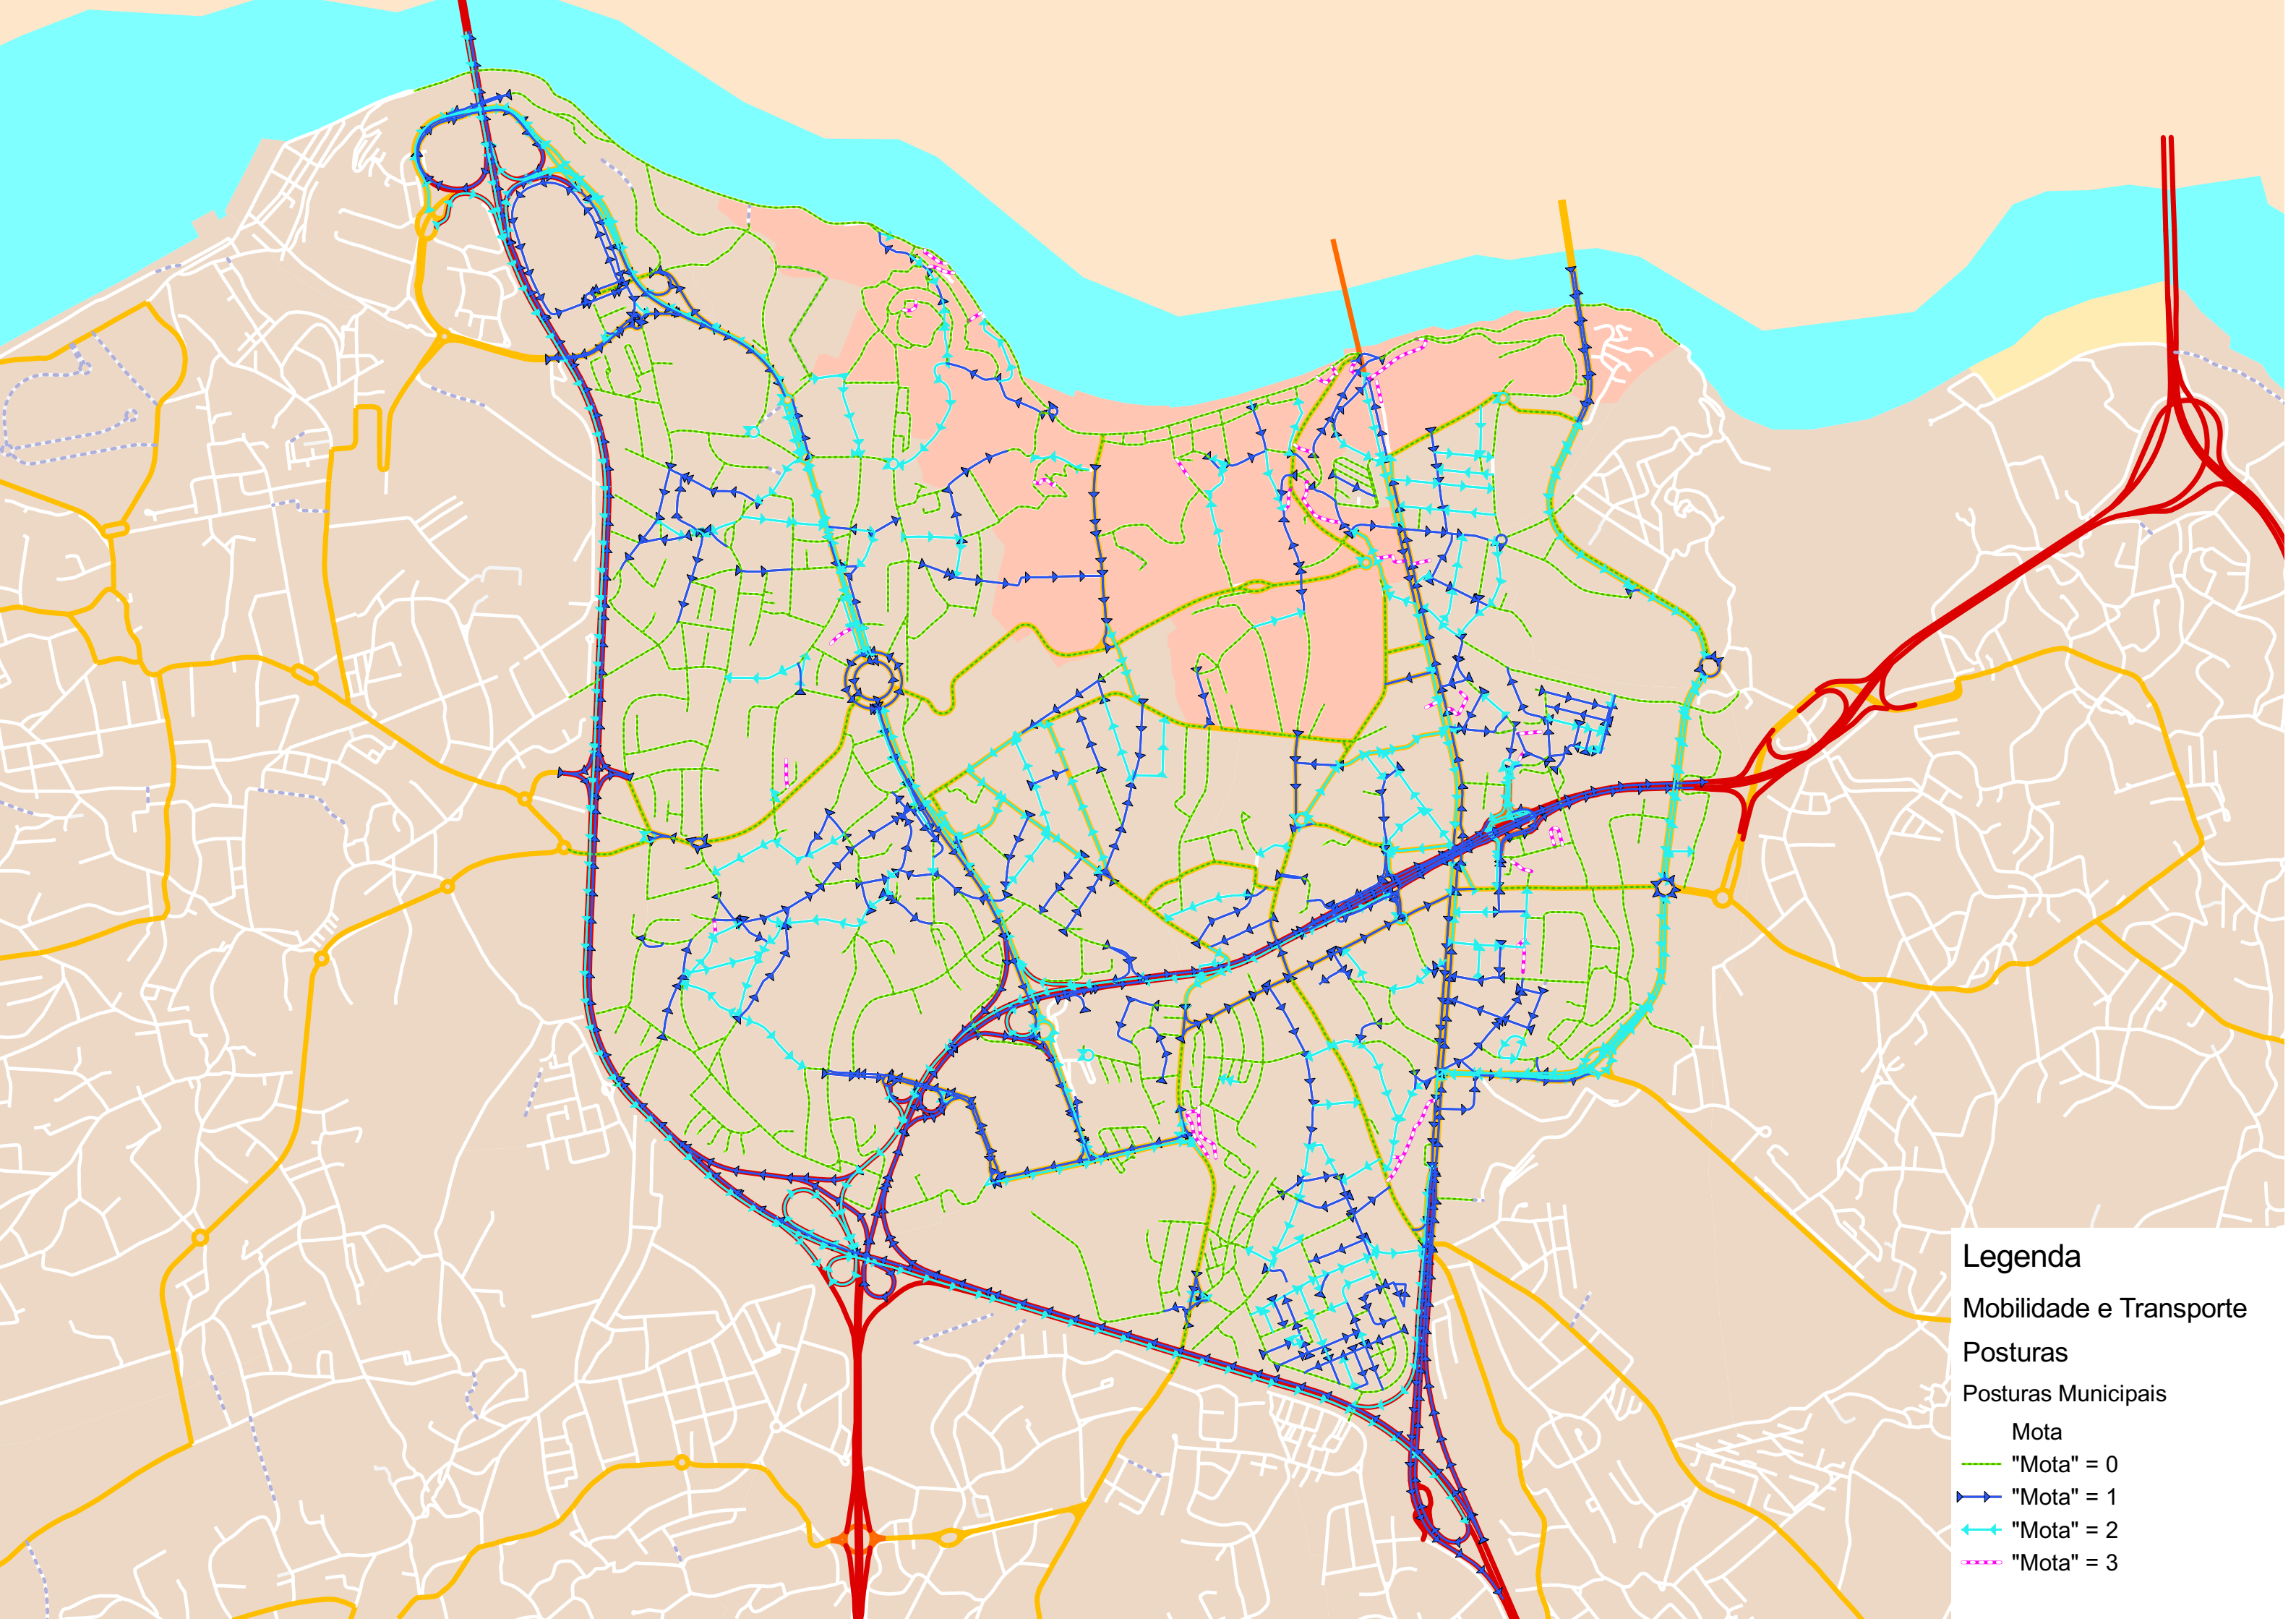 Legenda
Mobilidade e Transporte
Posturas
Posturas Municipais
Mota
"Mota" = 0
"Mota" = 1
"Mota" = 2
"Mota" = 3